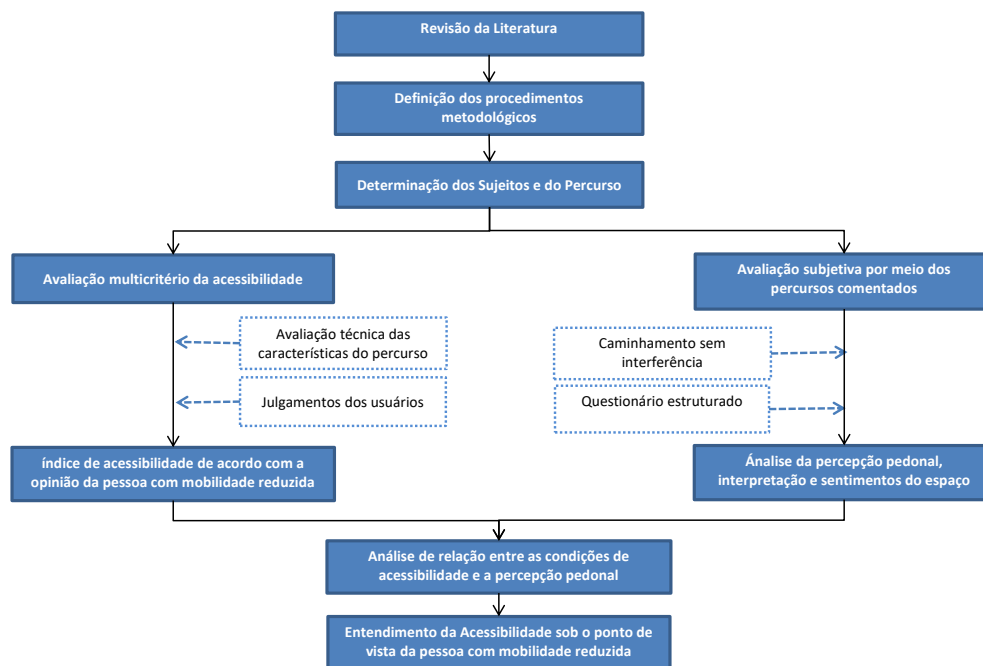 Revisão da Literatura
Definição dos procedimentos
metodológicos
Determinação dos Sujeitos e do Percurso
Avaliação multicritério da acessibilidade
Avaliação subjetiva por meio dos
percursos comentados
Avaliação técnica das
características do percurso
Caminhamento sem
interferência
Julgamentos dos usuários
Questionário estruturado
índice de acessibilidade de acordo com a
opinião da pessoa com mobilidade reduzida
Ánalise da percepção pedonal,
interpretação e sentimentos do espaço
Análise de relação entre as condições de
acessibilidade e a percepção pedonal
Entendimento da Acessibilidade sob o ponto de
vista da pessoa com mobilidade reduzida